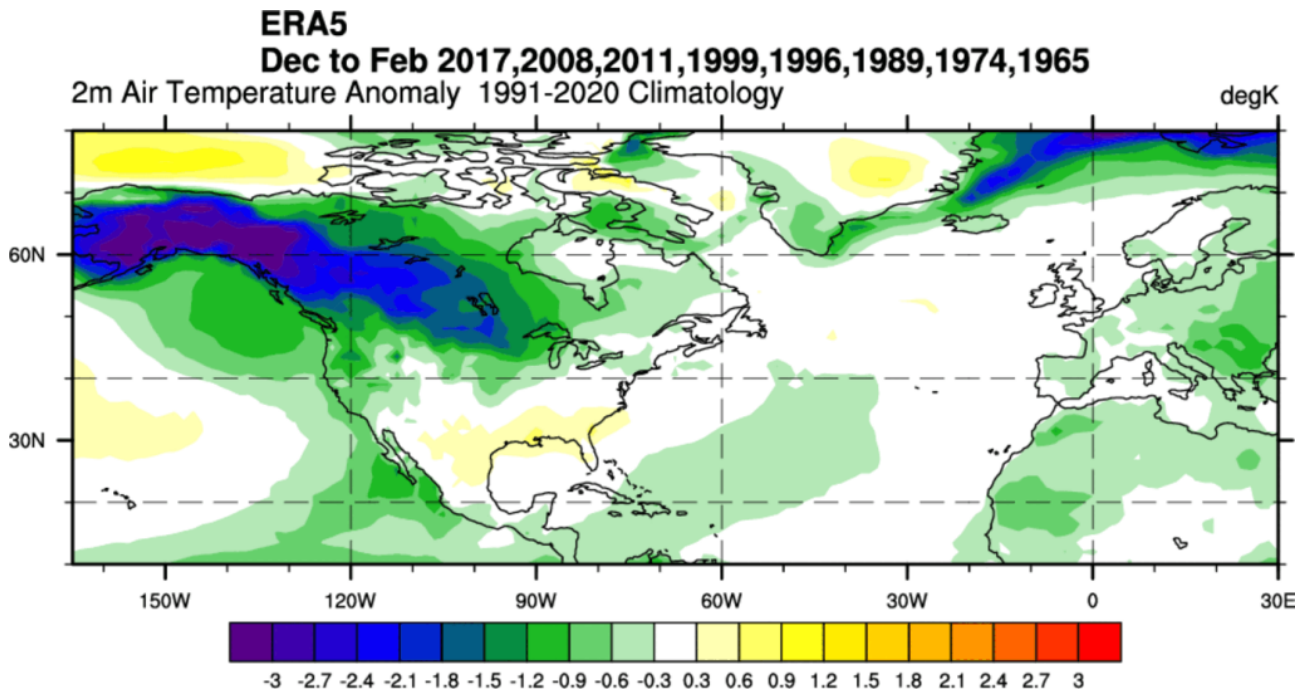 ERA5
Dec to Feb 2017,2008,2011,1999,1996,1989,1974,1965
2m Air Temperature Anomaly 1991-2020 Climatology degK
60N
30N
150W 120W 90W 60W 30W 0 30E
-3 -2.7 -2.4 -2.1 -1.8 -1.5 -1.2 -0.9 -0.6 -0.3 0.3 0.6 0.9 1.2 1.5 1.8 2.1 2.4 2.7 3